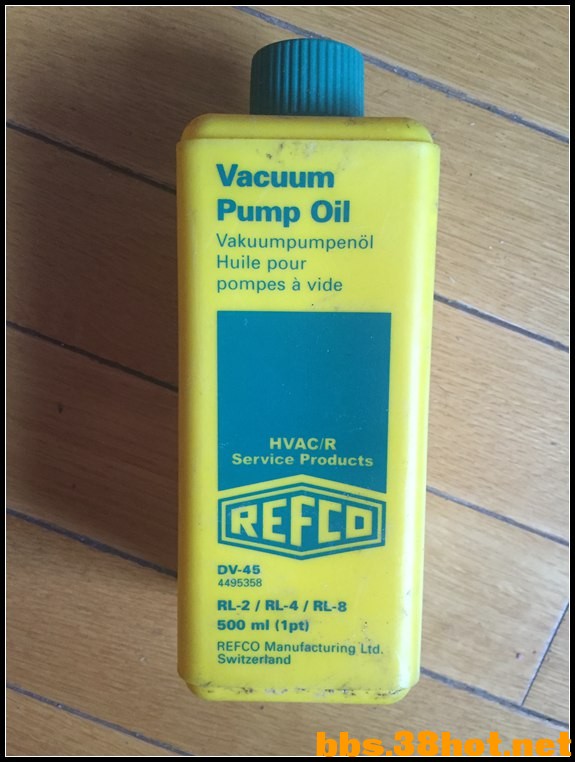 Vacuum
Pump Oil
Vakuumpumpenöl
Huile pour
pompes à vide
HVAC/R
Service Products
REFCO
DV-45
4495358
RL-2 / RL-4 / RL-8
500 ml (1pt)
REFCO Manufacturing Ltd.
Switzerland
bbs.38hot.net